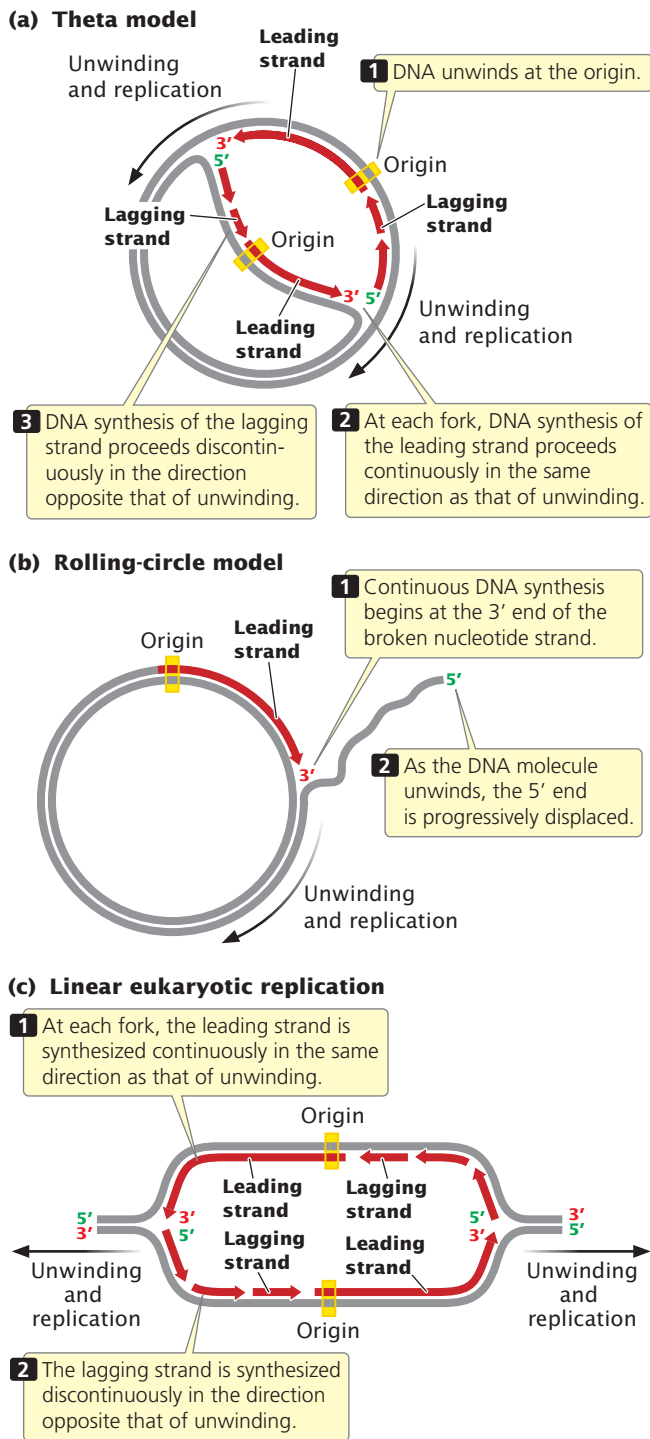 (a) Theta model
Leading
strand
Unwinding
and replication
1 DNA unwinds at the origin.
3’
5’
Origin
Lagging
strand
Lagging
strand
Origin
3’ 5’
Leading
strand
Unwinding
and replication
3 DNA synthesis of the lagging
strand proceeds discontin-
uously in the direction
opposite that of unwinding.
2 At each fork, DNA synthesis of
the leading strand proceeds
continuously in the same
direction as that of unwinding.
(b) Rolling-circle model
1 Continuous DNA synthesis
begins at the 3’ end of the
broken nucleotide strand.
Origin
Leading
strand
5’
3’
2 As the DNA molecule
unwinds, the 5’ end
is progressively displaced.
Unwinding
and replication
(c) Linear eukaryotic replication
1 At each fork, the leading strand is
synthesized continuously in the same
direction as that of unwinding.
Origin
Leading
strand
Lagging
strand
5’
3’
3’
5’
5’
3’
3’
5’
Lagging
strand
Leading
strand
Unwinding
and
replication
Unwinding
and
replication
Origin
2 The lagging strand is synthesized
discontinuously in the direction
opposite that of unwinding.